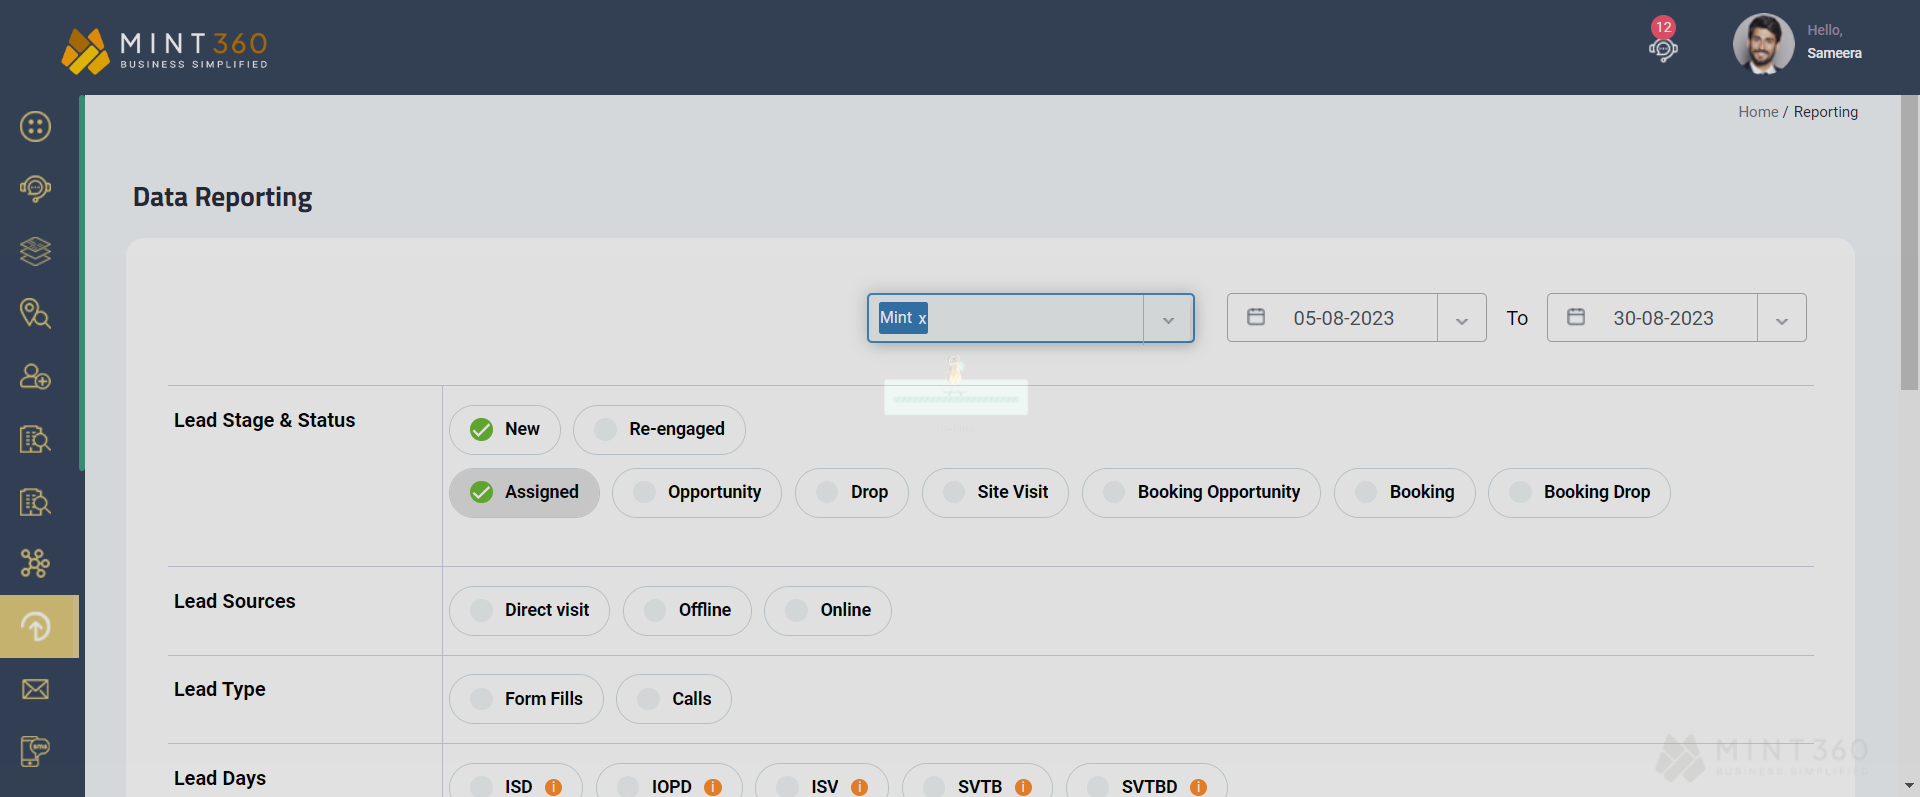 MINT360
BUSINESS SIMPLIFIED
12
Hello,
Sameera
Home / Reporting
Data Reporting
Mint x
05-08-2023
To
30-08-2023
Lead Stage & Status
New
Re-engaged
Assigned
Opportunity
Drop
Site Visit
Booking Opportunity
Booking
Booking Drop
Lead Sources
Direct visit
Offline
Online
Lead Type
Form Fills
Calls
Lead Days
ISD
IOPD
ISV
SVTB
SVTBD
MINT360
BUSINESS SIMPLIFIED